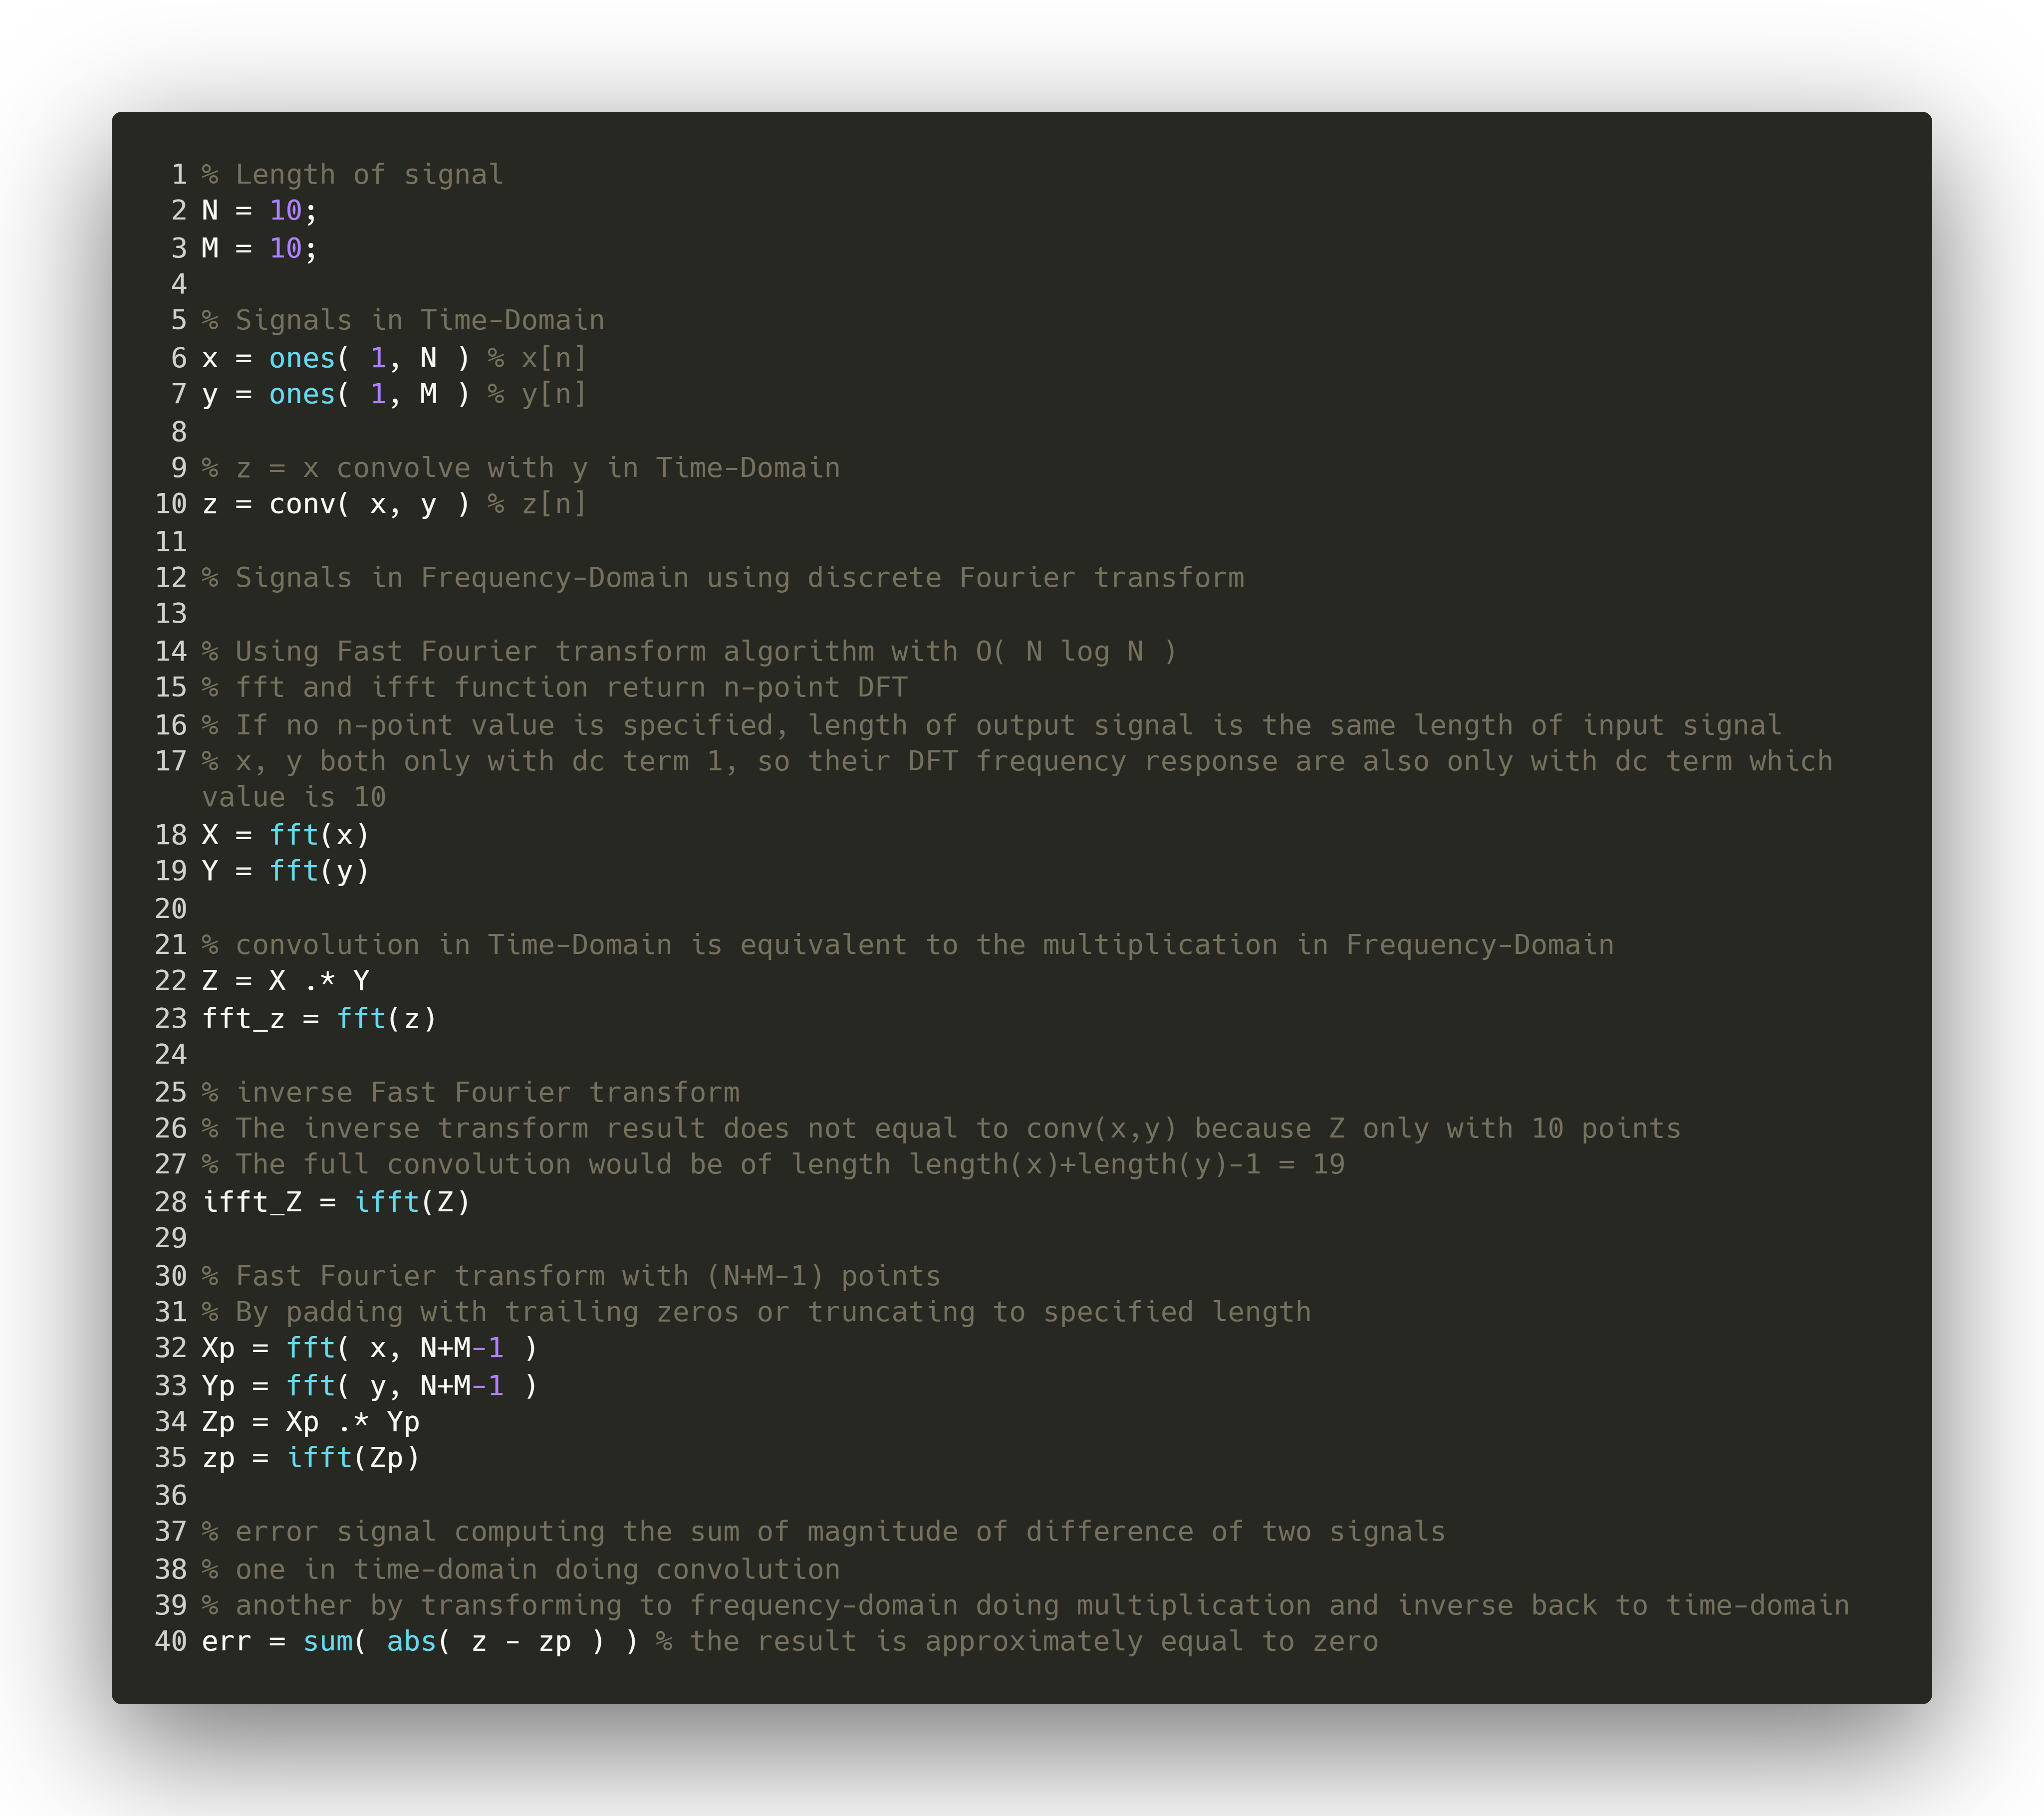 1 % Length of signal
2 N = 10;
3 M = 10;
4
5 % Signals in Time-Domain
6 x = ones( 1, N ) % x[n]
7 y = ones( 1, M ) % y[n]
8
9 % z = x convolve with y in Time-Domain
10 z = conv( x, y ) % z[n]
11
12 % Signals in Frequency-Domain using discrete Fourier transform
13
14 % Using Fast Fourier transform algorithm with O( N log N )
15 % fft and ifft function return n-point DFT
16 % If no n-point value is specified, length of output signal is the same length of input signal
17 % x, y both only with dc term 1, so their DFT frequency response are also only with dc term which
value is 10
18 X = fft(x)
19 Y = fft(y)
20
21 % convolution in Time-Domain is equivalent to the multiplication in Frequency-Domain
22 Z = X .* Y
23 fft_z = fft(z)
24
25 % inverse Fast Fourier transform
26 % The inverse transform result does not equal to conv(x,y) because Z only with 10 points
27 % The full convolution would be of length length(x)+length(y)-1 = 19
28 ifft_Z = ifft(Z)
29
30 % Fast Fourier transform with (N+M-1) points
31 % By padding with trailing zeros or truncating to specified length
32 Xp = fft( x, N+M-1 )
33 Yp = fft( y, N+M-1 )
34 Zp = Xp .* Yp
35 zp = ifft(Zp)
36
37 % error signal computing the sum of magnitude of difference of two signals
38 % one in time-domain doing convolution
39 % another by transforming to frequency-domain doing multiplication and inverse back to time-domain
40 err = sum( abs( z - zp ) ) % the result is approximately equal to zero